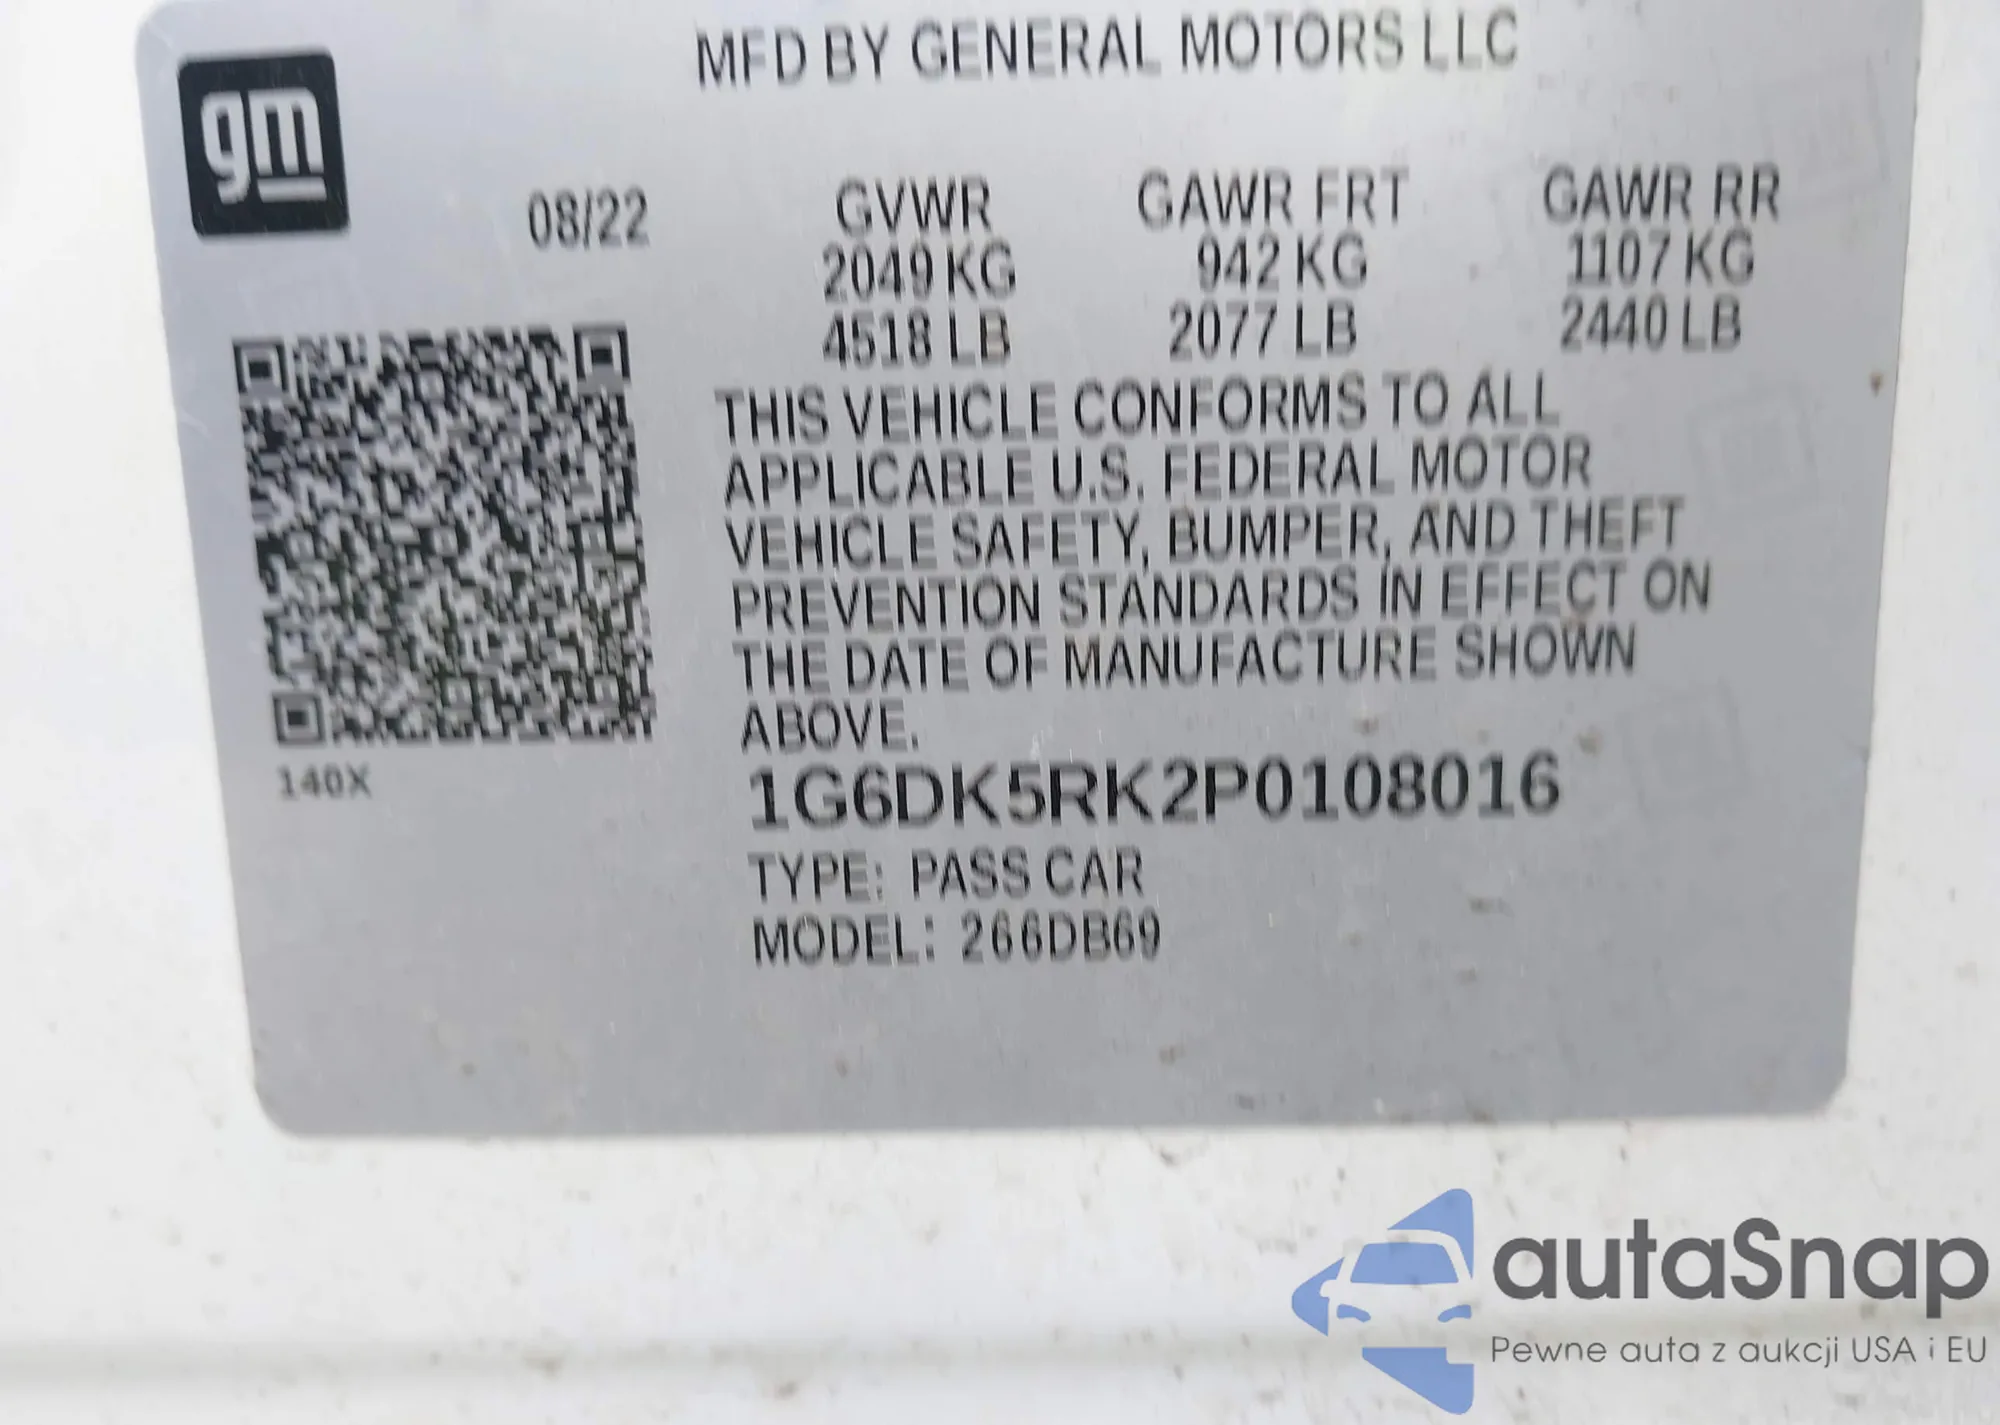 MFD BY GENERAL MOTORS LLC
gm
08/22 GVWR GAWR FRT GAWR RR
2049 KG 942 KG 1107 KG
4518 LB 2077 LB 2440 LB
THIS VEHICLE CONFORMS TO ALL
APPLICABLE U.S. FEDERAL MOTOR
VEHICLE SAFETY, BUMPER, AND THEFT
PREVENTION STANDARDS IN EFFECT ON
THE DATE OF MANUFACTURE SHOWN
ABOVE.
140X
1G6DK5RK2P0108016
TYPE: PASS CAR
MODEL: 266DB69
autaSnap
Pewne auta z aukcji USA i EU